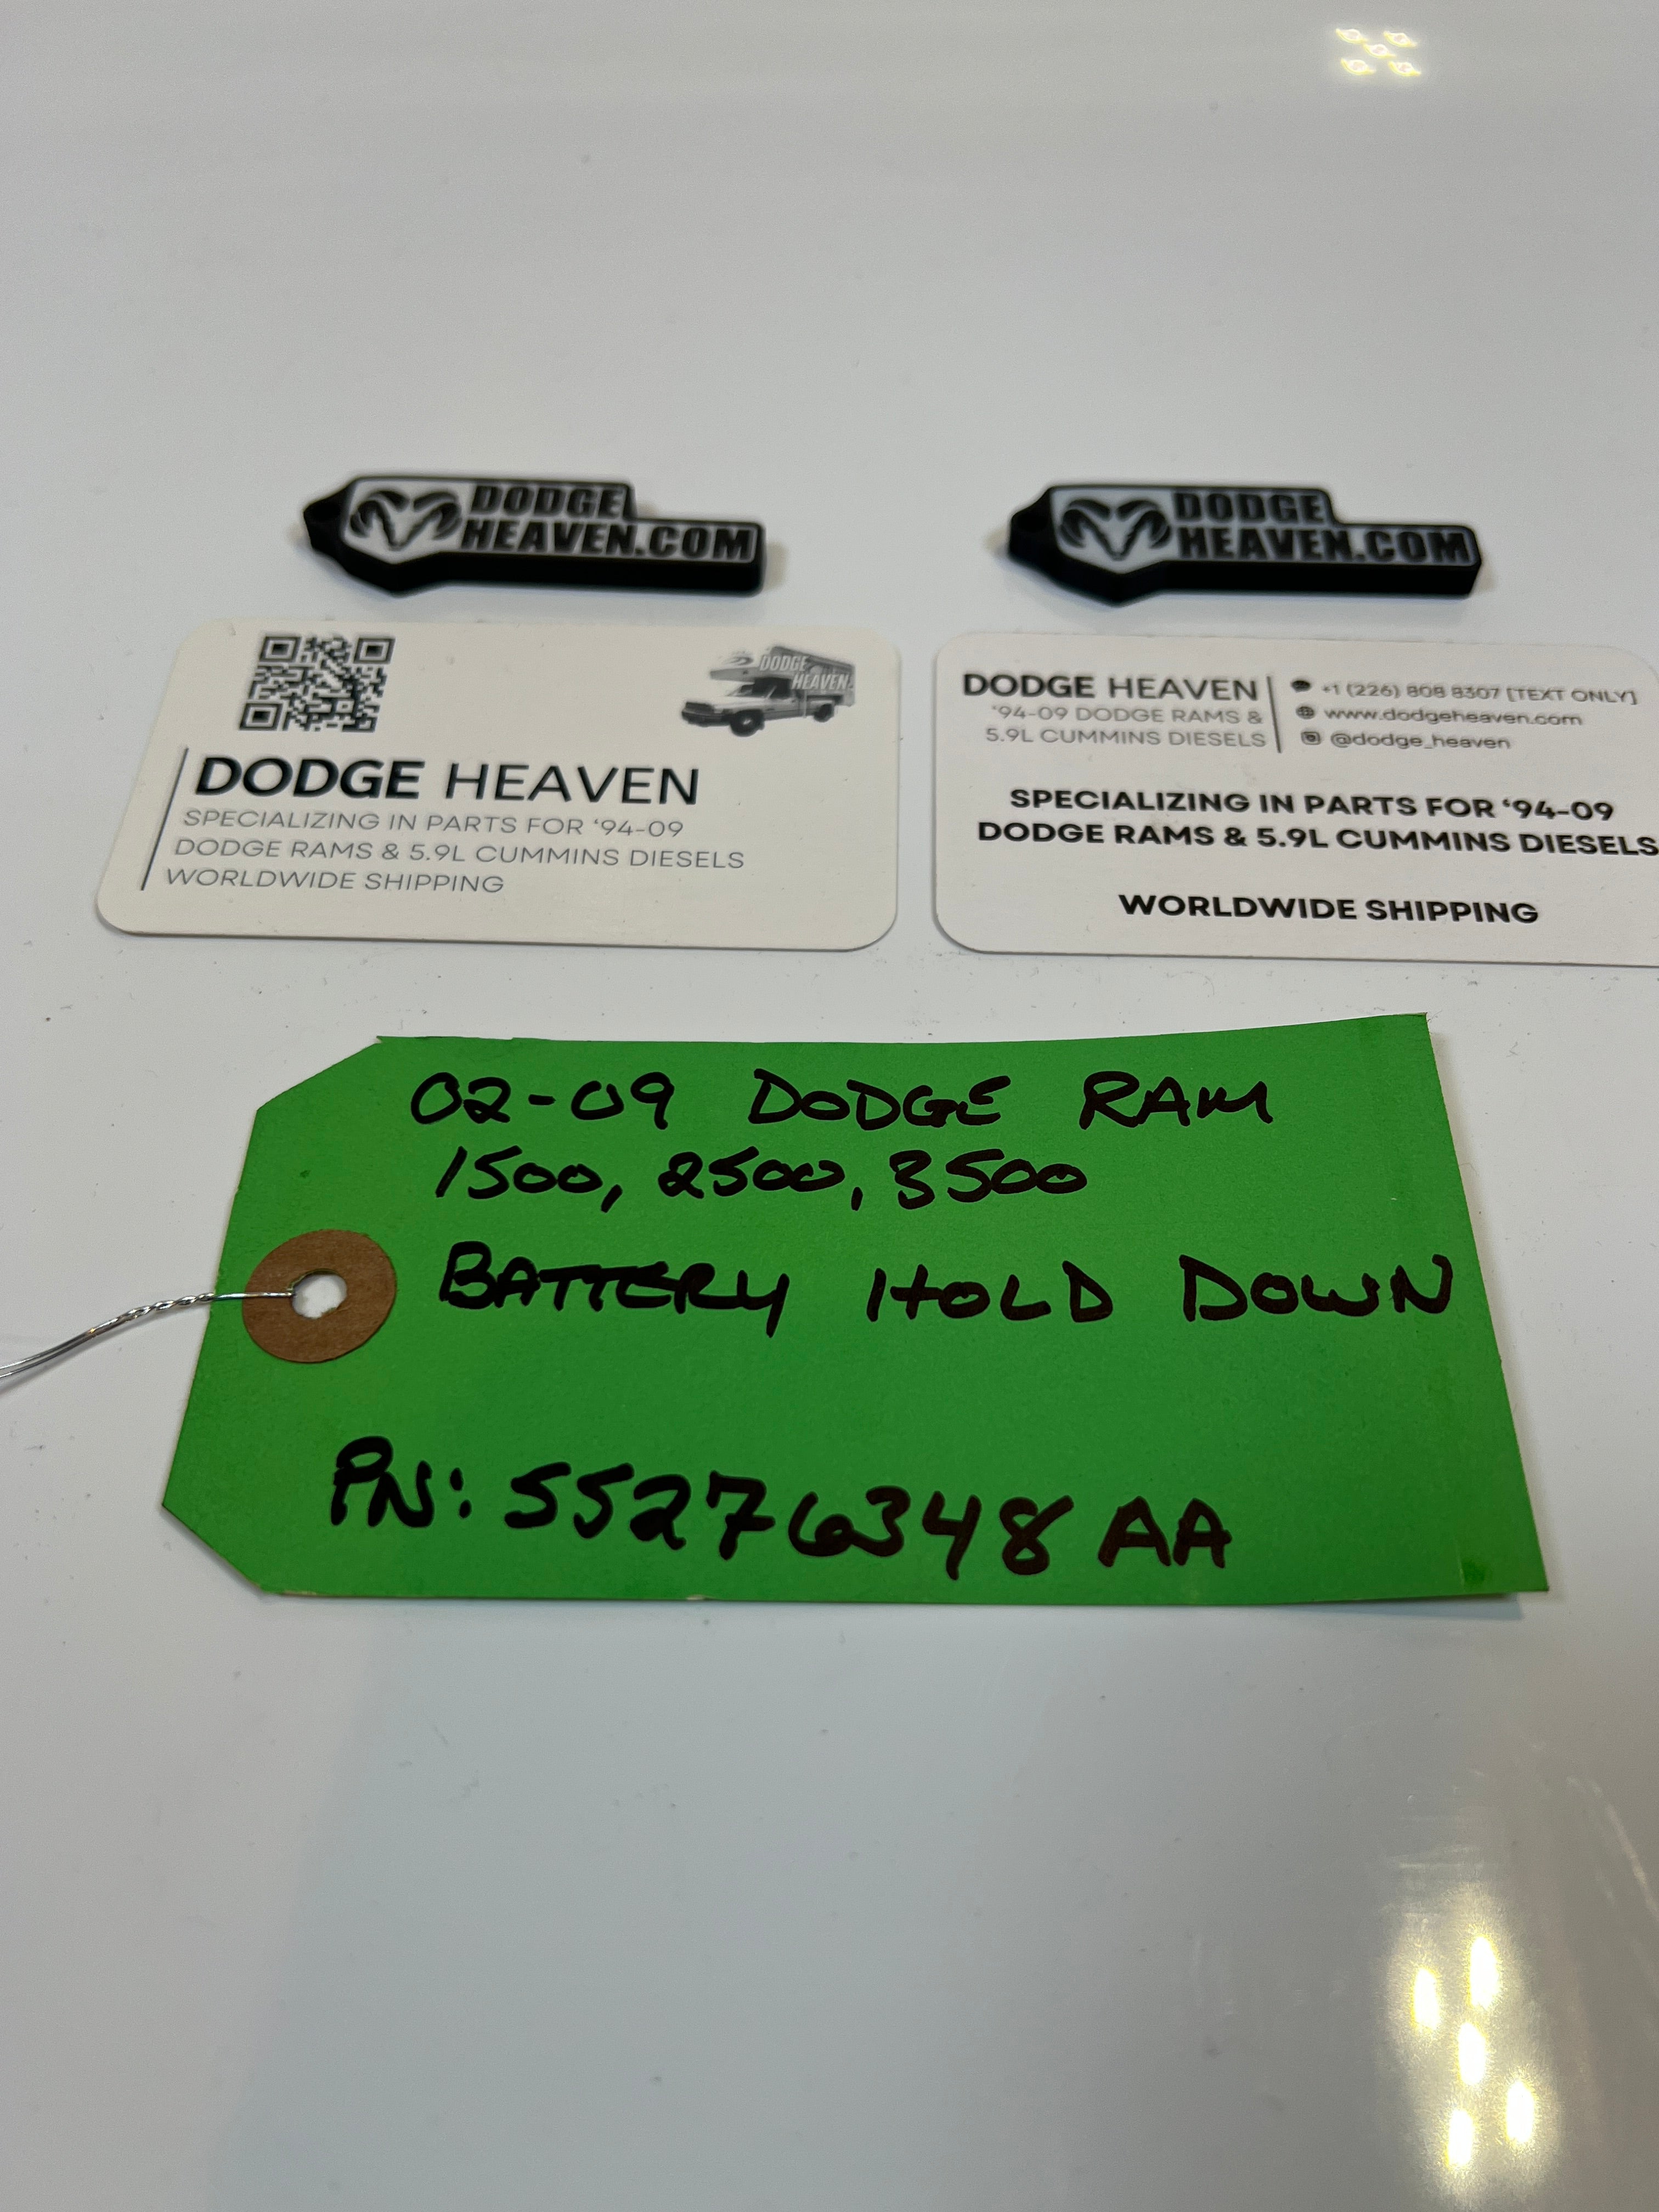 DODGE
HEAVEN.COM
DODGE
HEAVEN.COM
DODGE
HEAVEN
DODGE HEAVEN
SPECIALIZING IN PARTS FOR ‘94-09
DODGE RAMS & 5.9L CUMMINS DIESELS
WORLDWIDE SHIPPING
DODGE HEAVEN
'94-09 DODGE RAMS &
5.9L CUMMINS DIESELS
+1 (226) 808 8307 [TEXT ONLY]
www.dodgeheaven.com
@dodge_heaven
SPECIALIZING IN PARTS FOR ‘94-09
DODGE RAMS & 5.9L CUMMINS DIESELS
WORLDWIDE SHIPPING
02-09 DODGE RAM
1500, 2500, 3500
BATTERY HOLD DOWN
PN: 55276348AA